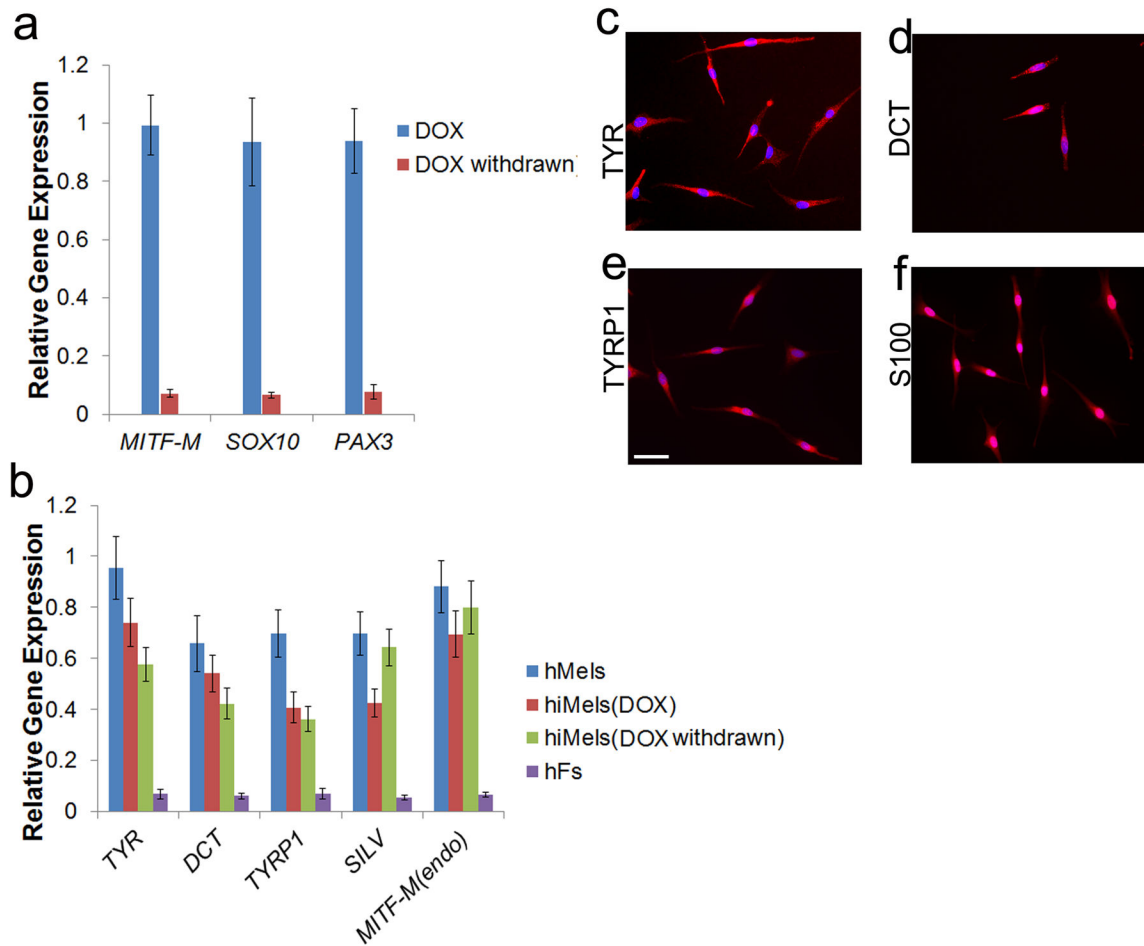 a
1.2
1
0.8
0.6
0.4
0.2
0
Relative Gene Expression
MITF-M SOX10 PAX3
DOX
DOX withdrawn)
b
1.2
1
0.8
0.6
0.4
0.2
0
Relative Gene Expression
TYR
DCT
TYRP1
SILV
MITF-M(endo)
hMels
hiMels(DOX)
hiMels(DOX withdrawn)
hFs
c
TYR
d
DCT
e
TYRP1
f
S100